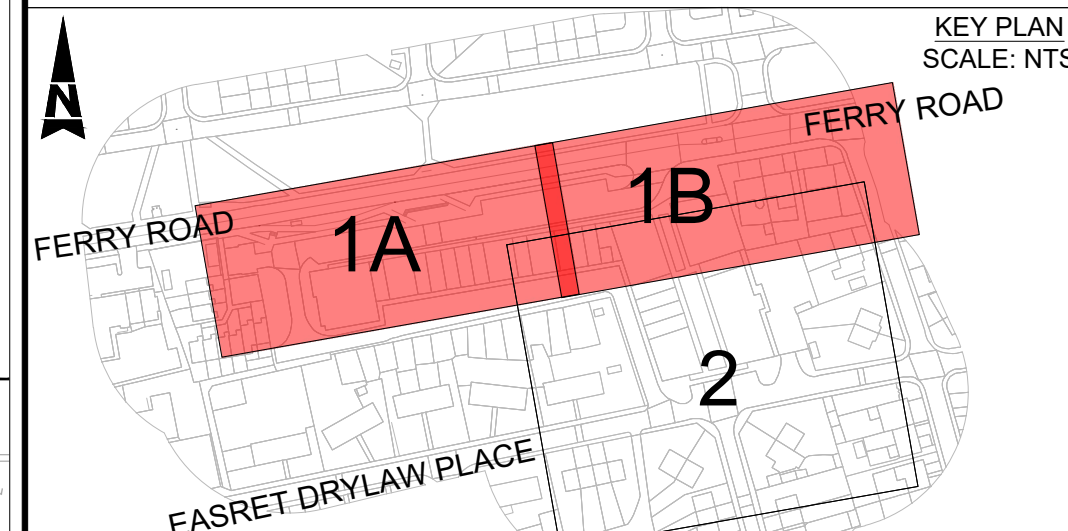 KEY PLAN
SCALE: NTS
N
FERRY ROAD
1B
1A
FERRY ROAD
2
EASRET DRYLAW PLACE